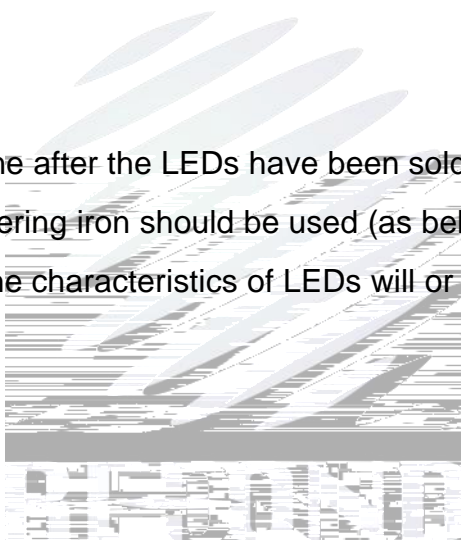 ne after the LEDs have been sold
ering iron should be used (as bel
he characteristics of LEDs will or